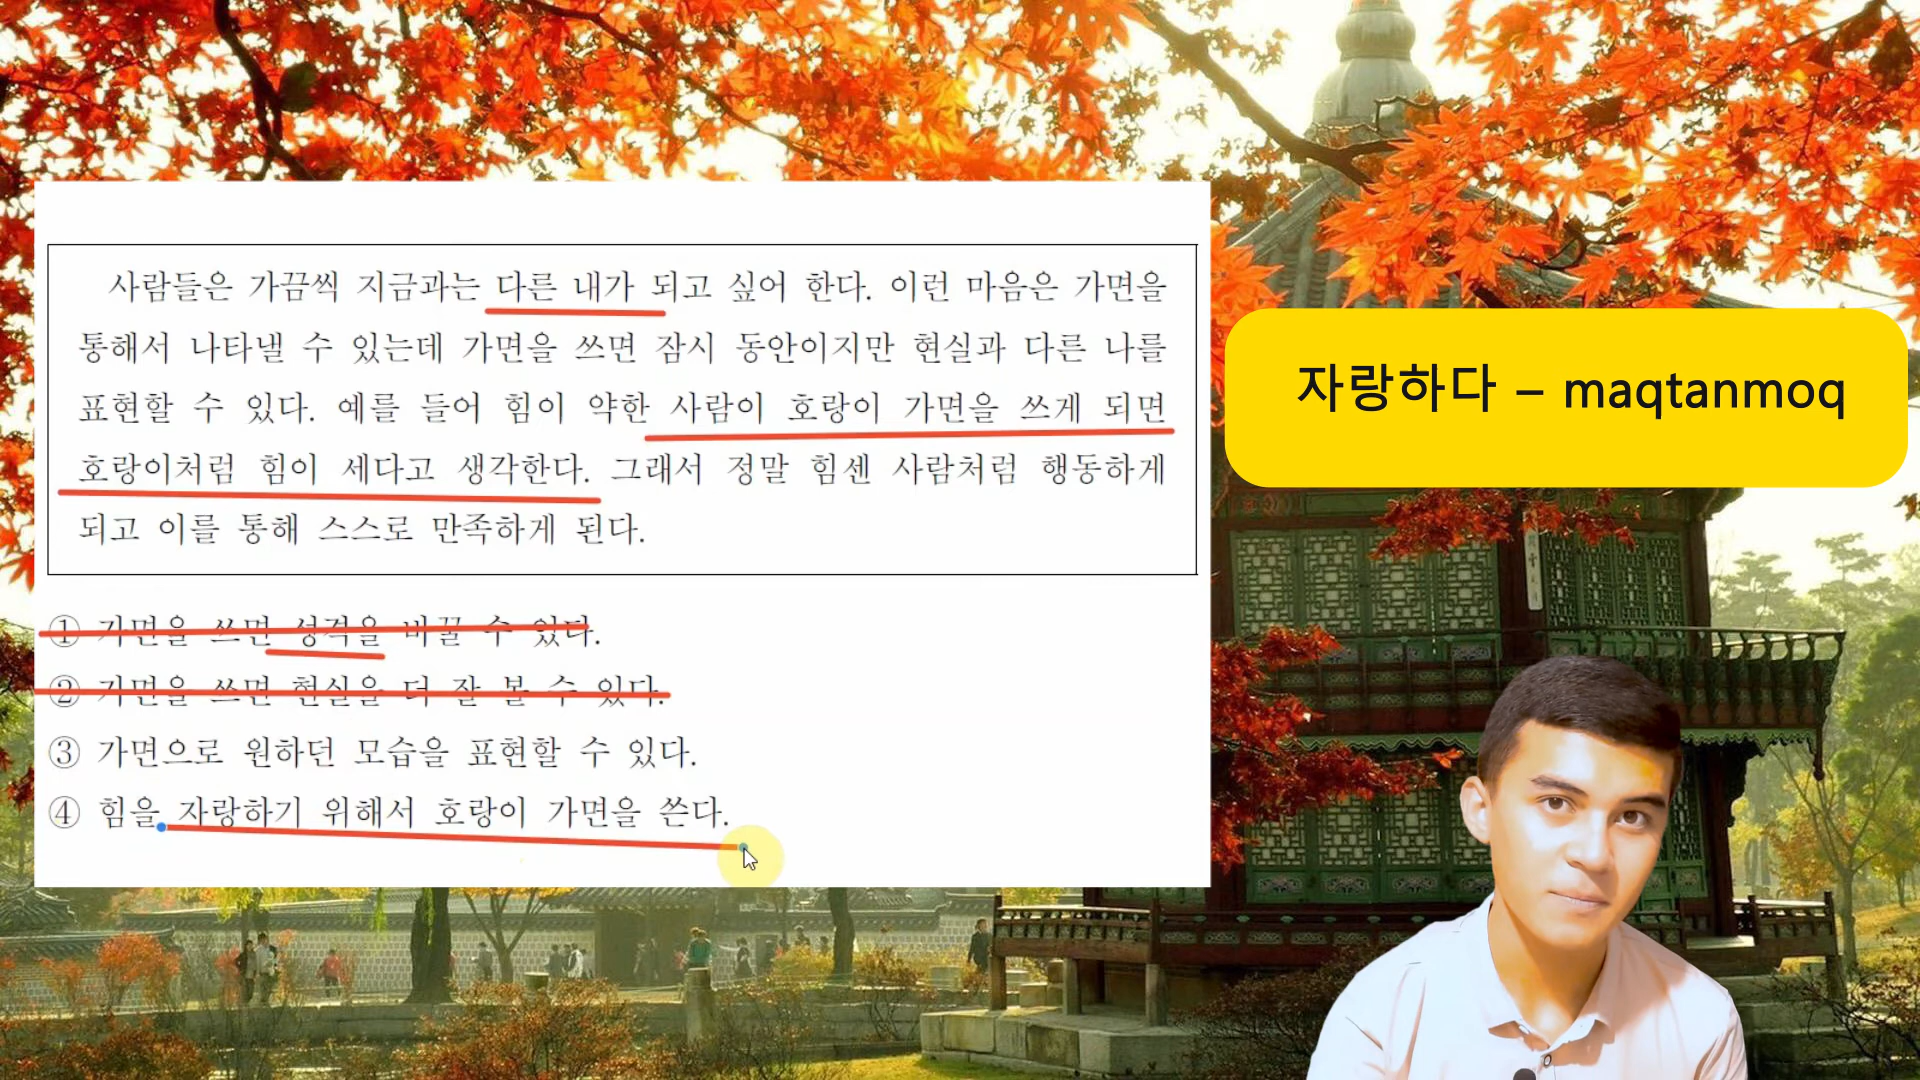 사람들은 가끔씩 지금과는 다른 내가 되고 싶어 한다. 이런 마음은 가면을
통해서 나타낼 수 있는데 가면을 쓰면 잠시 동안이지만 현실과 다른 나를
표현할 수 있다. 예를 들어 힘이 약한 사람이 호랑이 가면을 쓰게 되면
호랑이처럼 힘이 세다고 생각한다. 그래서 정말 힘센 사람처럼 행동하게
되고 이를 통해 스스로 만족하게 된다.
① 가면을 쓰면 성격을 바꿀 수 있다.
② 가면을 쓰면 현실을 더 잘 볼 수 있다.
③ 가면으로 원하던 모습을 표현할 수 있다.
④ 힘을 자랑하기 위해서 호랑이 가면을 쓴다.
자랑하다 – maqtanmoq